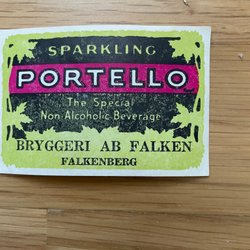 SPARKLING
PORTELLO
The Special
Non-Alcoholic Beverage
BRYGGERI AB FALKEN
FALKENBERG